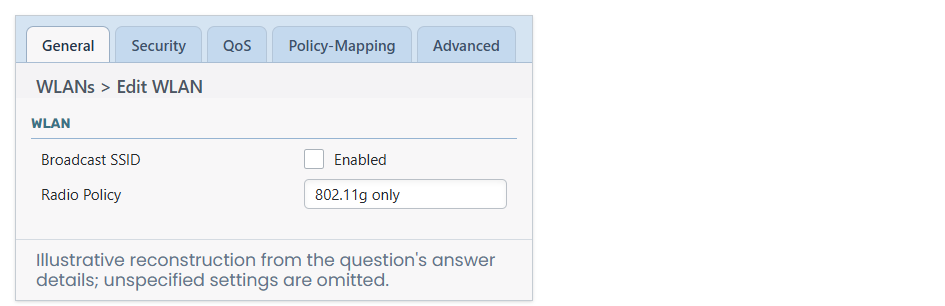 General Security QoS Policy-Mapping Advanced
WLANs > Edit WLAN
WLAN
Broadcast SSID Enabled
Radio Policy 802.11g only
Illustrative reconstruction from the question's answer
details; unspecified settings are omitted.